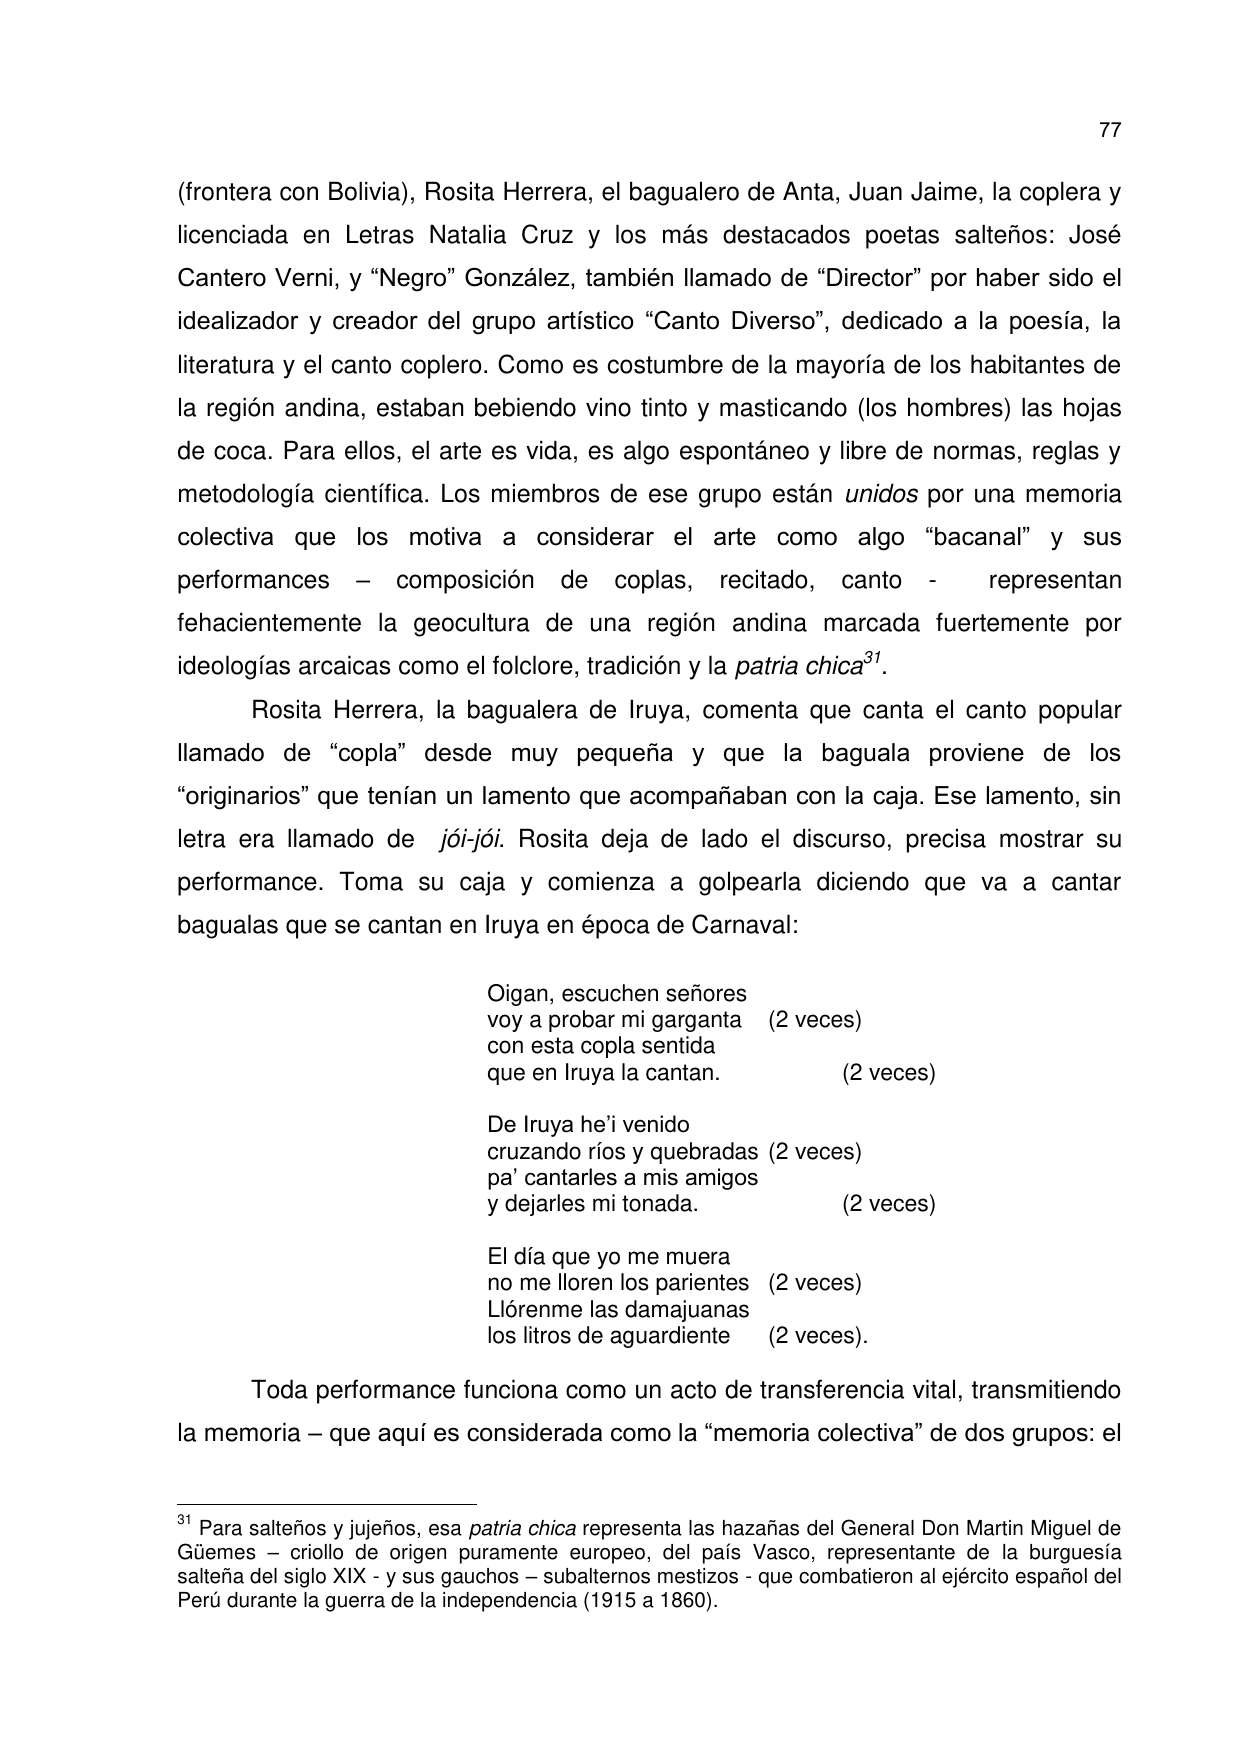 77
(frontera con Bolivia), Rosita Herrera, el bagualero de Anta, Juan Jaime, la coplera y
licenciada en Letras Natalia Cruz y los más destacados poetas salteños: José
Cantero Verni, y “Negro” González, también llamado de “Director” por haber sido el
idealizador y creador del grupo artístico “Canto Diverso”, dedicado a la poesía, la
literatura y el canto coplero. Como es costumbre de la mayoría de los habitantes de
la región andina, estaban bebiendo vino tinto y masticando (los hombres) las hojas
de coca. Para ellos, el arte es vida, es algo espontáneo y libre de normas, reglas y
metodología científica. Los miembros de ese grupo están unidos por una memoria
colectiva que los motiva a considerar el arte como algo “bacanal” y sus
performances – composición de coplas, recitado, canto - representan
fehacientemente la geocultura de una región andina marcada fuertemente por
ideologías arcaicas como el folclore, tradición y la patria chica31.
Rosita Herrera, la bagualera de Iruya, comenta que canta el canto popular
llamado de “copla” desde muy pequeña y que la baguala proviene de los
“originarios” que tenían un lamento que acompañaban con la caja. Ese lamento, sin
letra era llamado de jói-jói. Rosita deja de lado el discurso, precisa mostrar su
performance. Toma su caja y comienza a golpearla diciendo que va a cantar
bagualas que se cantan en Iruya en época de Carnaval:
Oigan, escuchen señores
voy a probar mi garganta (2 veces)
con esta copla sentida
que en Iruya la cantan. (2 veces)
De Iruya he’i venido
cruzando ríos y quebradas (2 veces)
pa’ cantarles a mis amigos
y dejarles mi tonada. (2 veces)
El día que yo me muera
no me lloren los parientes (2 veces)
Llórenme las damajuanas
los litros de aguardiente (2 veces).
Toda performance funciona como un acto de transferencia vital, transmitiendo
la memoria – que aquí es considerada como la “memoria colectiva” de dos grupos: el
31 Para salteños y jujeños, esa patria chica representa las hazañas del General Don Martin Miguel de
Güemes – criollo de origen puramente europeo, del país Vasco, representante de la burguesía
salteña del siglo XIX - y sus gauchos – subalternos mestizos - que combatieron al ejército español del
Perú durante la guerra de la independencia (1915 a 1860).